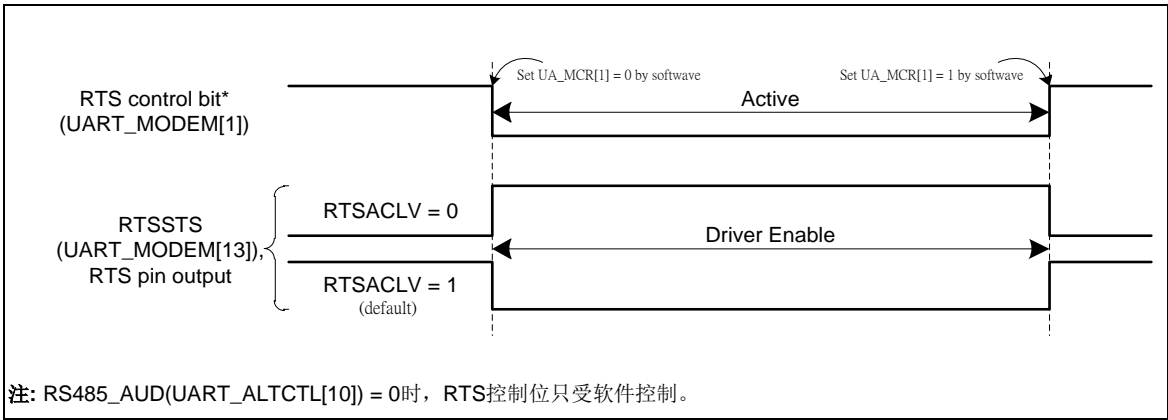 Set UA_MCR[1] = 0 by softwave
Set UA_MCR[1] = 1 by softwave
RTS control bit*
(UART_MODEM[1])
Active
RTSSTS
(UART_MODEM[13]),
RTS pin output
RTSACLV = 0
Driver Enable
RTSACLV = 1
(default)
注: RS485_AUD(UART_ALTCTL[10]) = 0时，RTS控制位只受软件控制。